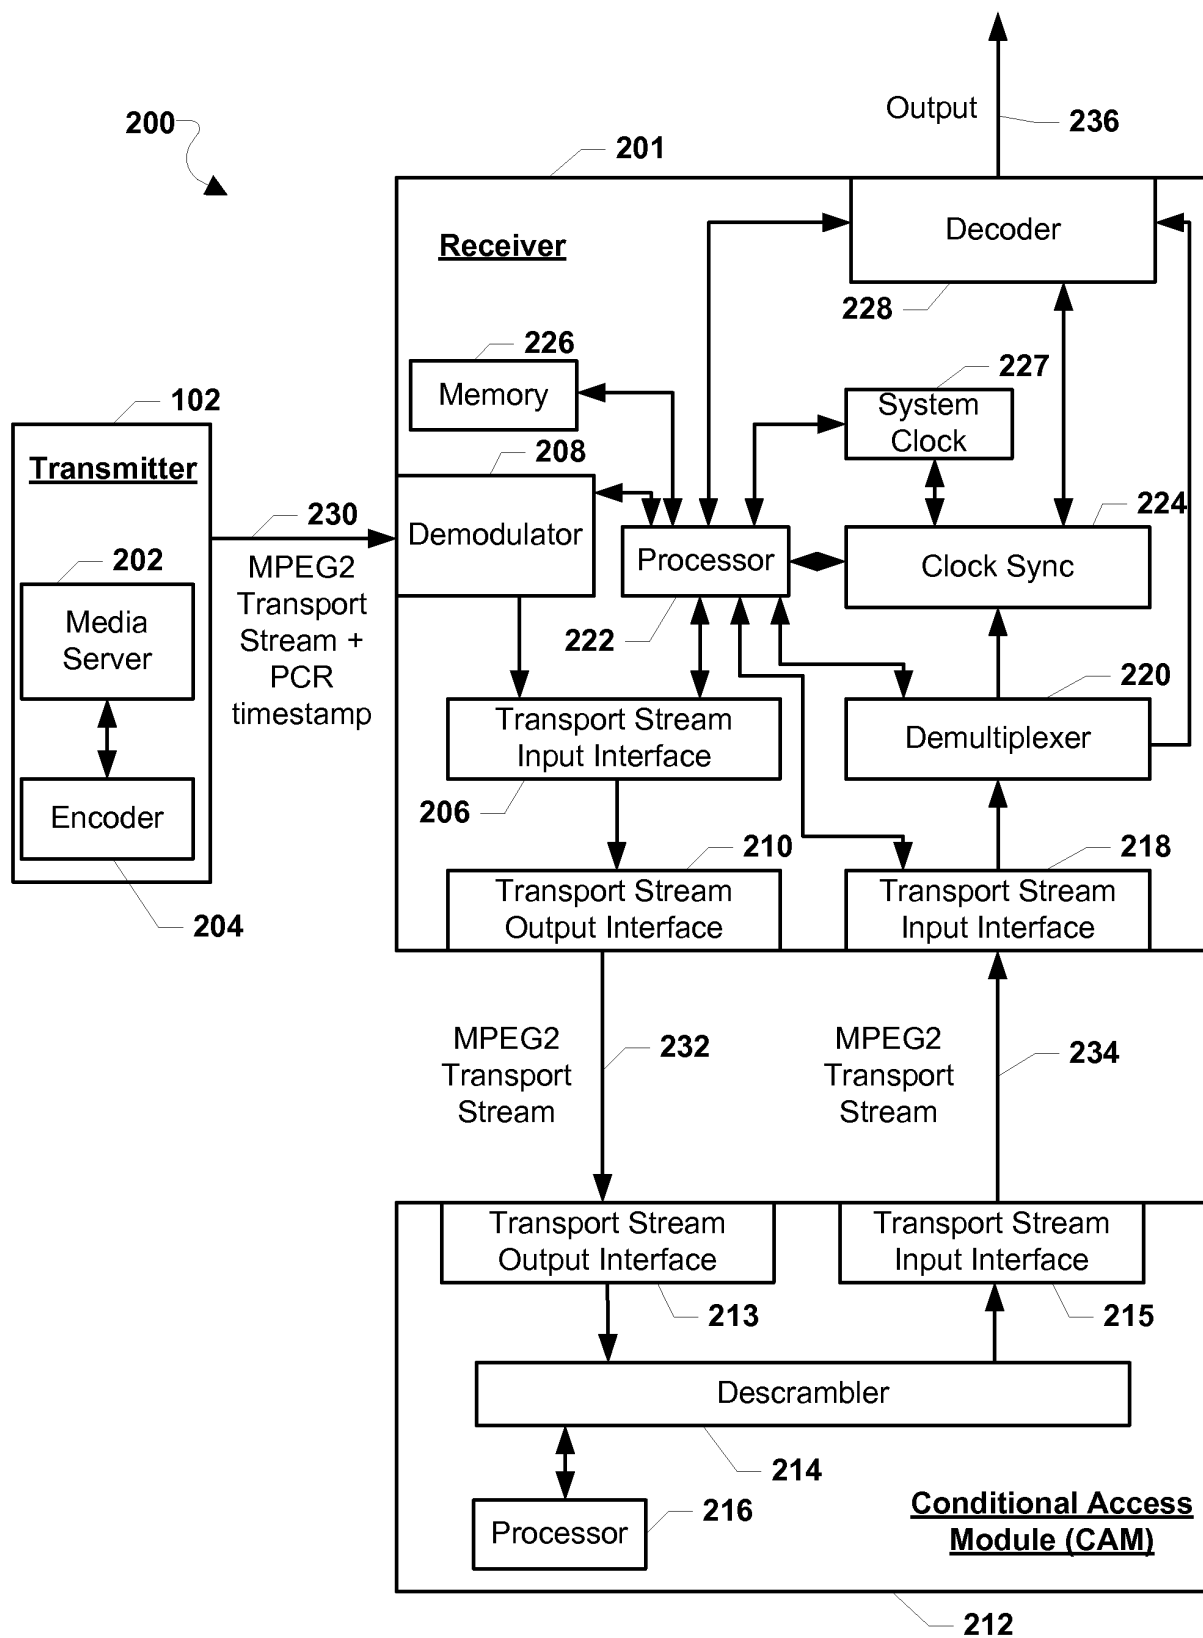 Output
236
200
201
Receiver
Decoder
228
226
Memory
227
System
Clock
102
Transmitter
208
Demodulator
230
MPEG2
Transport
Stream +
PCR
timestamp
202
Media
Server
Encoder
204
Processor
222
224
Clock Sync
220
Demultiplexer
Transport Stream
Input Interface
206
210
Transport Stream
Output Interface
218
Transport Stream
Input Interface
MPEG2
Transport
Stream
232
MPEG2
Transport
Stream
234
Transport Stream
Output Interface
213
Transport Stream
Input Interface
215
Descrambler
214
Processor
216
Conditional Access
Module (CAM)
212